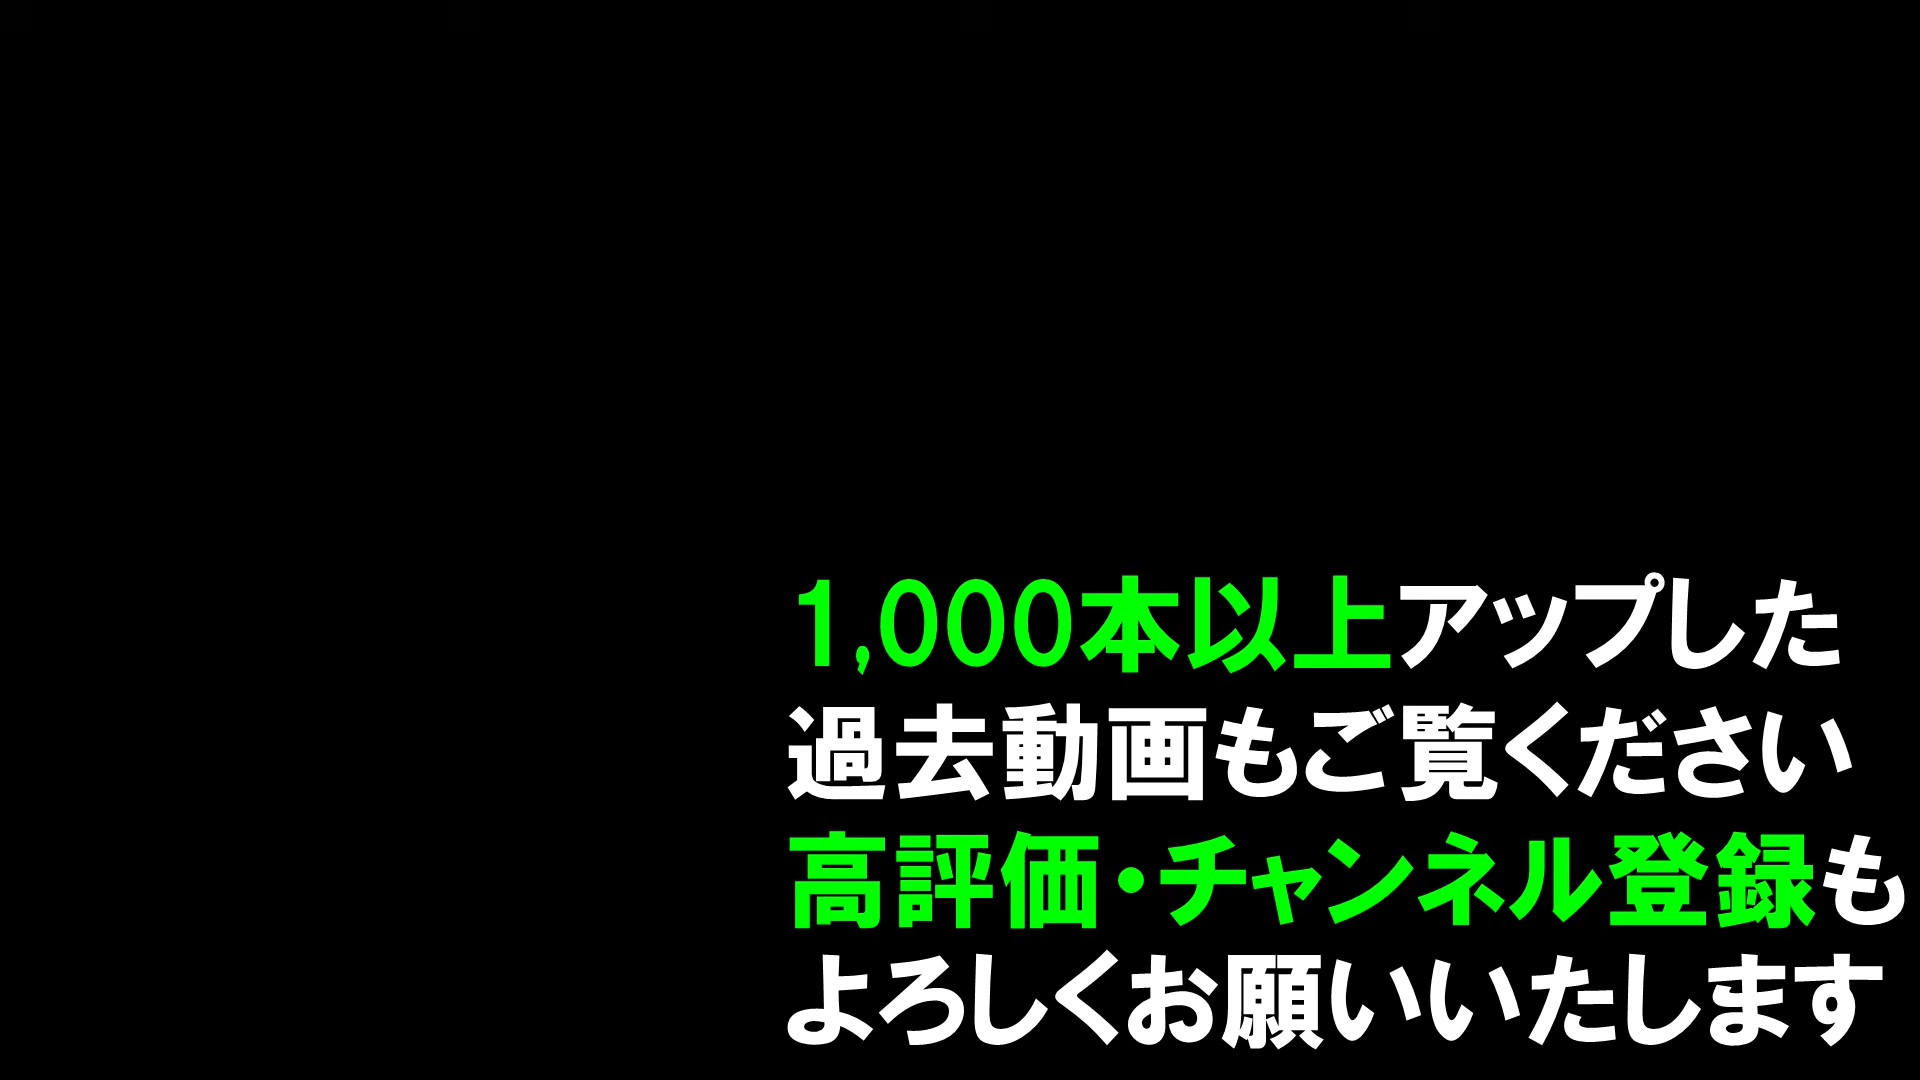 1,000本以上アップした
過去動画もご覧ください
高評価・チャンネル登録も
よろしくお願いいたします